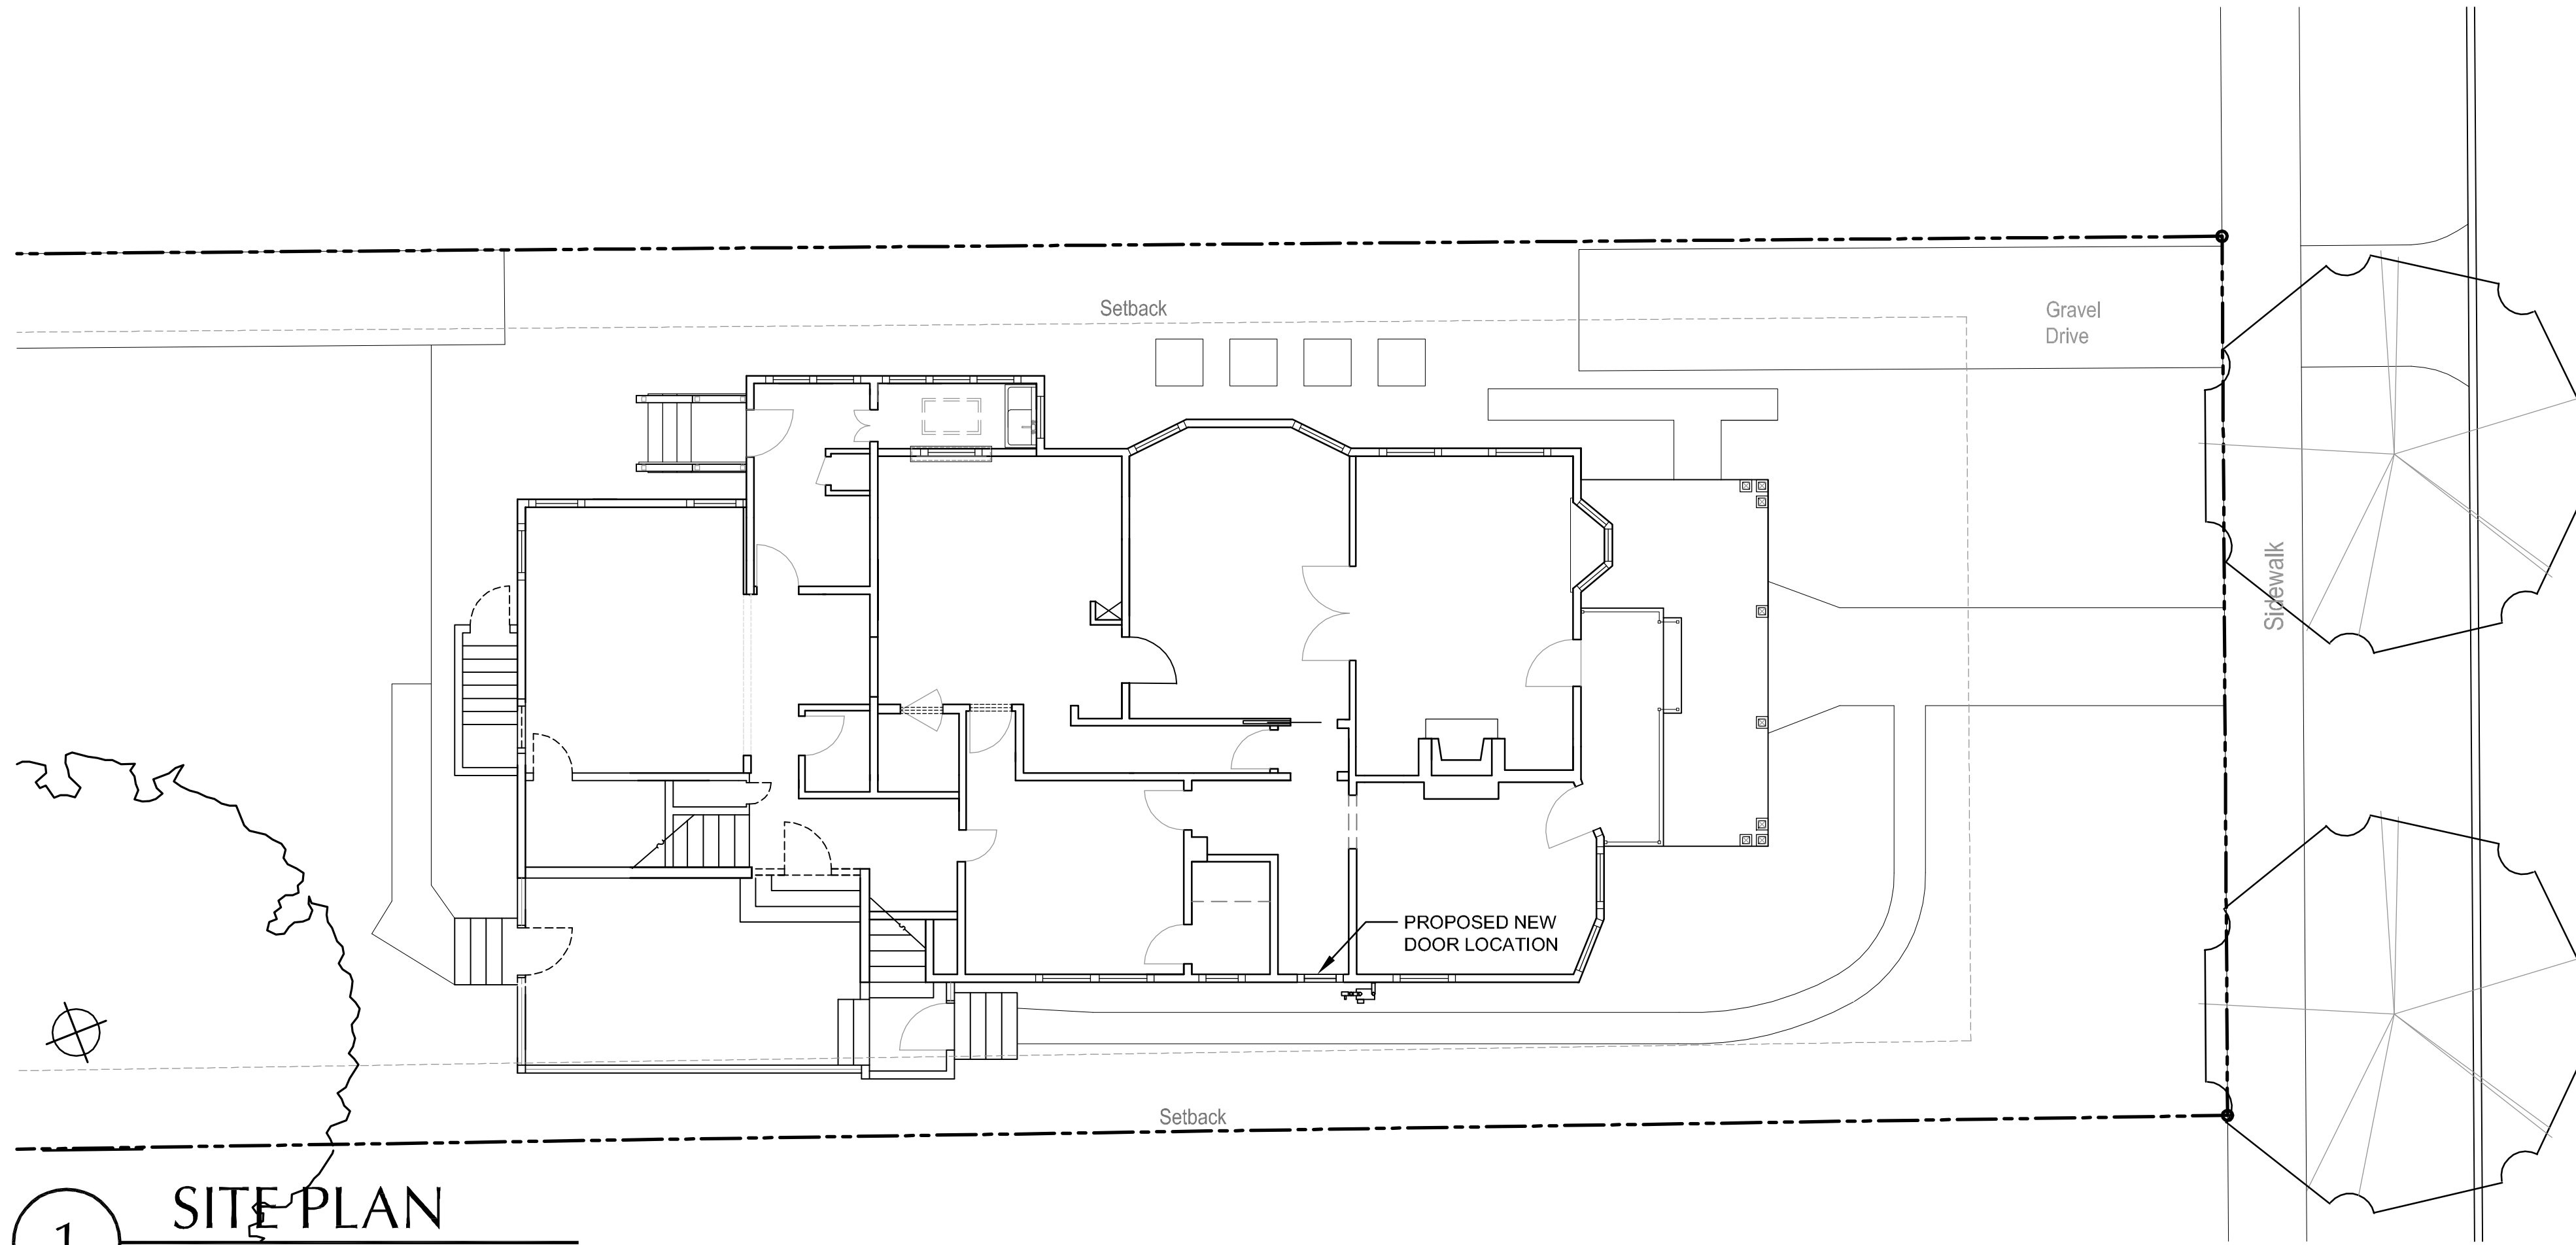 Setback
Gravel
Drive
Sidewalk
PROPOSED NEW
DOOR LOCATION
Setback
SITE PLAN
1